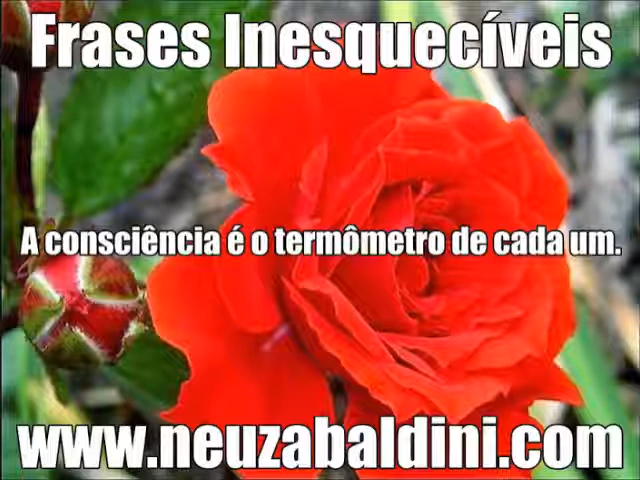 Frases Inesquecíveis
A consciência é o termômetro de cada um.
www.neuzabaldini.com